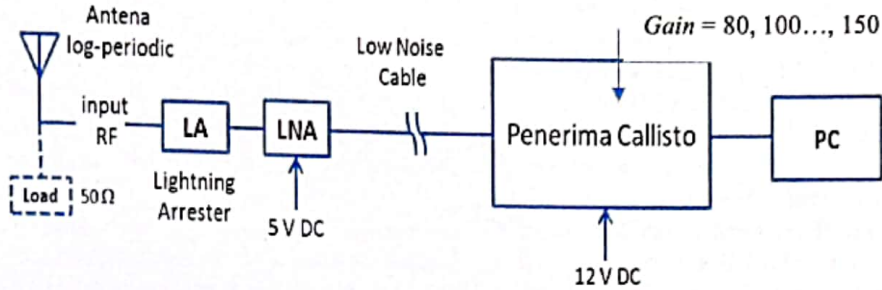 Antena
log-periodic
Gain = 80, 100..., 150
Low Noise
Cable
input
RF
LA
LNA
Penerima Callisto
PC
Load
50Ω
Lightning
Arrester
5 V DC
12 V DC